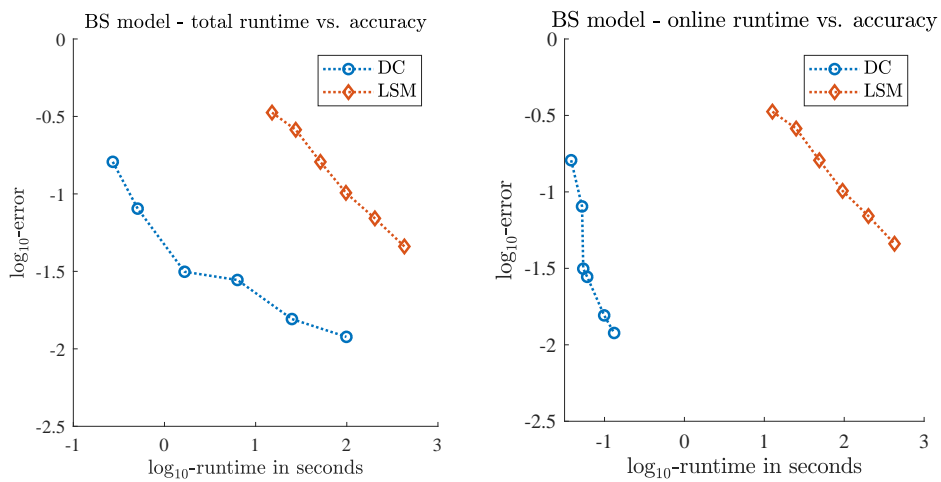 BS model - total runtime vs. accuracy
0
-0.5
-1
-1.5
-2
-2.5
log10-error
DC
LSM
-1
0
1
2
3
log10-runtime in seconds
BS model - online runtime vs. accuracy
0
-0.5
-1
-1.5
-2
-2.5
log10-error
DC
LSM
-1
0
1
2
3
log10-runtime in seconds